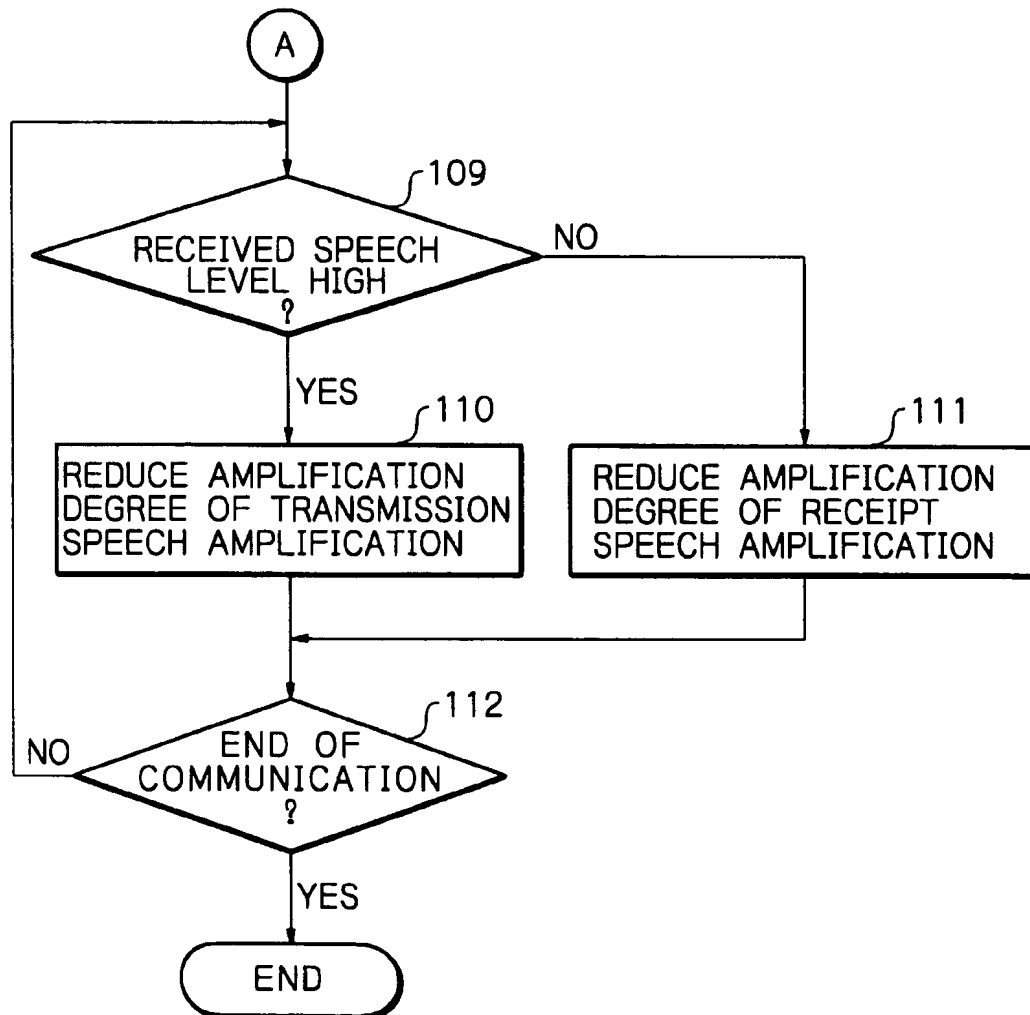 A
109
RECEIVED SPEECH
LEVEL HIGH
?
NO
YES
110
REDUCE AMPLIFICATION
DEGREE OF TRANSMISSION
SPEECH AMPLIFICATION
111
REDUCE AMPLIFICATION
DEGREE OF RECEIPT
SPEECH AMPLIFICATION
112
END OF
COMMUNICATION
?
NO
YES
END